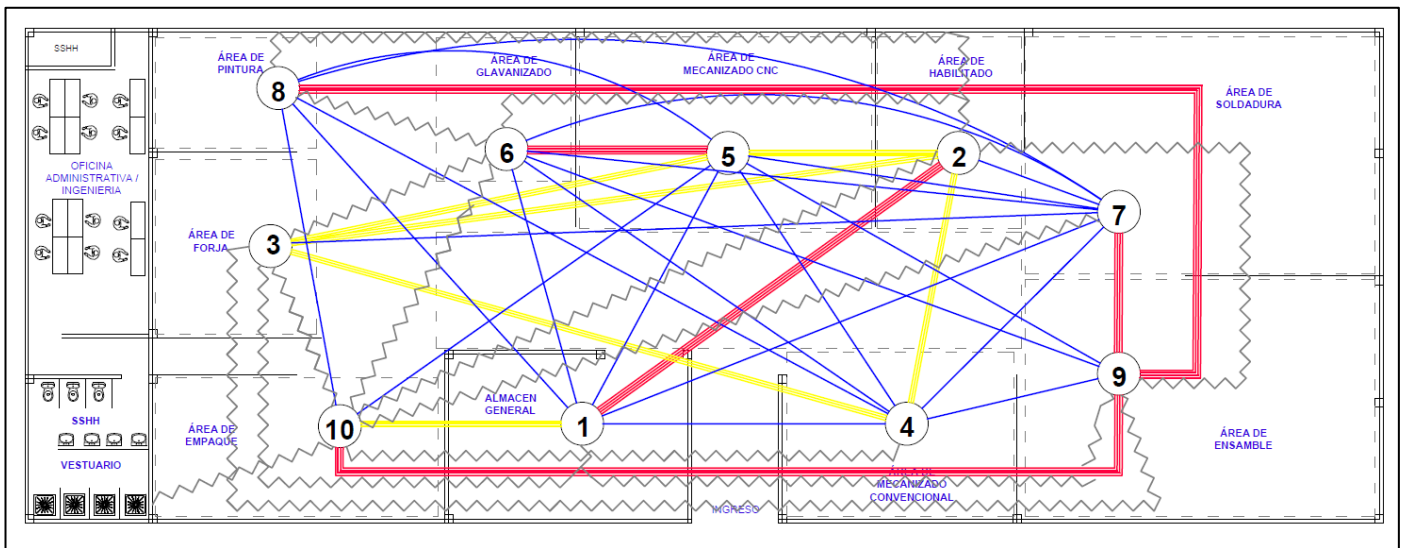 SSHH
ÁREA DE
PINTURA
ÁREA DE
GLAVANIZADO
ÁREA DE
MECANIZADO CNC
ÁREA DE
HABILITADO
ÁREA DE
SOLDADURA
8
6
5
2
OFICINA
ADMINISTRATIVA /
INGENIERIA
7
ÁREA DE
FORJA
3
9
ALMACEN
GENERAL
SSHH
VESTUARIO
ÁREA DE
EMPAQUE
10
1
4
ÁREA DE
ENSAMBLE
ÁREA DE
MECANIZADO
CONVENCIONAL
INGRESO